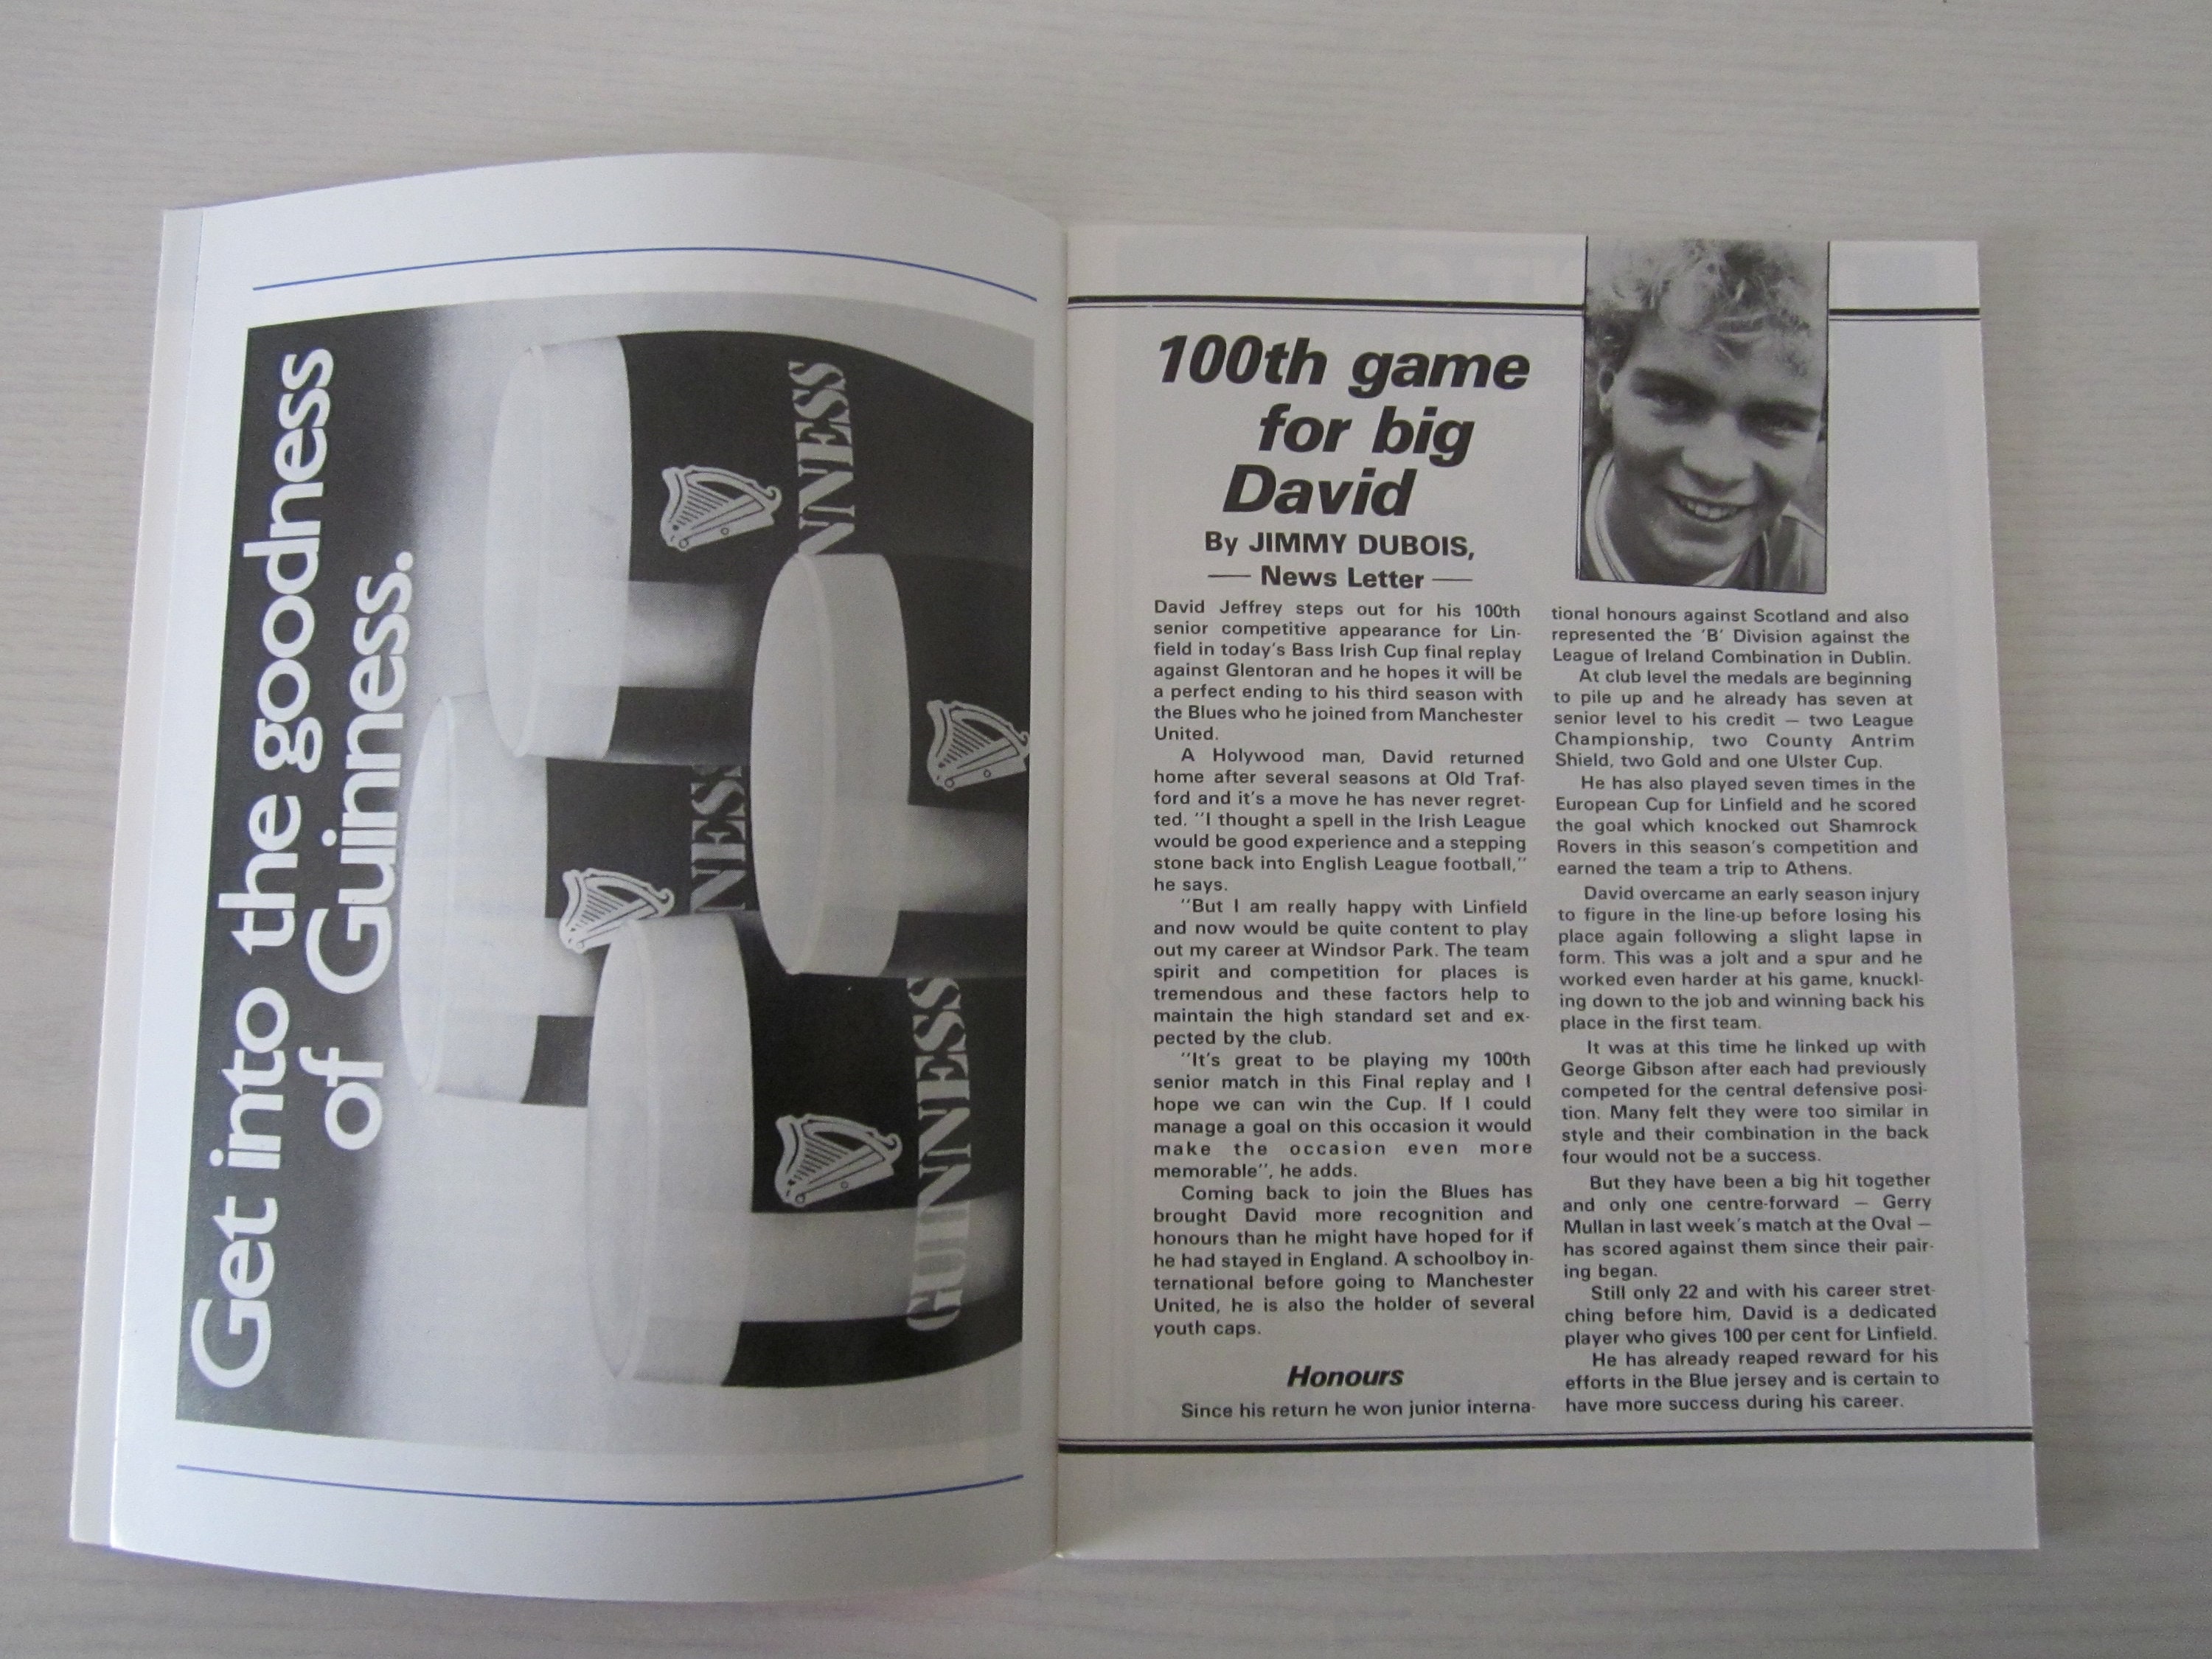 Get into the goodness
of Guinness.
NNESS
NESS
GUINNESS
100th game
for big
David
By JIMMY DUBOIS,
— News Letter —
David Jeffrey steps out for his 100th
senior competitive appearance for Lin-
field in today's Bass Irish Cup final replay
against Glentoran and he hopes it will be
a perfect ending to his third season with
the Blues who he joined from Manchester
United.
A Holywood man, David returned
home after several seasons at Old Traf-
ford and it's a move he has never regret-
ted. "I thought a spell in the Irish League
would be good experience and a stepping
stone back into English League football,"
he says.
"But I am really happy with Linfield
and now would be quite content to play
out my career at Windsor Park. The team
spirit and competition for places is
tremendous and these factors help to
maintain the high standard set and ex-
pected by the club.
"It's great to be playing my 100th
senior match in this Final replay and I
hope we can win the Cup. If I could
manage a goal on this occasion it would
make the occasion even more
memorable", he adds.
Coming back to join the Blues has
brought David more recognition and
honours than he might have hoped for if
he had stayed in England. A schoolboy in-
ternational before going to Manchester
United, he is also the holder of several
youth caps.
Honours
Since his return he won junior interna-
tional honours against Scotland and also
represented the 'B' Division against the
League of Ireland Combination in Dublin.
At club level the medals are beginning
to pile up and he already has seven at
senior level to his credit — two League
Championship, two County Antrim
Shield, two Gold and one Ulster Cup.
He has also played seven times in the
European Cup for Linfield and he scored
the goal which knocked out Shamrock
Rovers in this season's competition and
earned the team a trip to Athens.
David overcame an early season injury
to figure in the line-up before losing his
place again following a slight lapse in
form. This was a jolt and a spur and he
worked even harder at his game, knuckl-
ing down to the job and winning back his
place in the first team.
It was at this time he linked up with
George Gibson after each had previously
competed for the central defensive posi-
tion. Many felt they were too similar in
style and their combination in the back
four would not be a success.
But they have been a big hit together
and only one centre-forward — Gerry
Mullan in last week's match at the Oval —
has scored against them since their pair-
ing began.
Still only 22 and with his career stret-
ching before him, David is a dedicated
player who gives 100 per cent for Linfield.
He has already reaped reward for his
efforts in the Blue jersey and is certain to
have more success during his career.